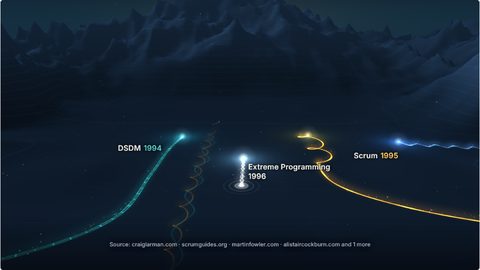 DSDM 1994
Extreme Programming
1996
Scrum 1995
Source: craiglarman.com · scrumguides.org · martinfowler.com · alistaircockburn.com and 1 more